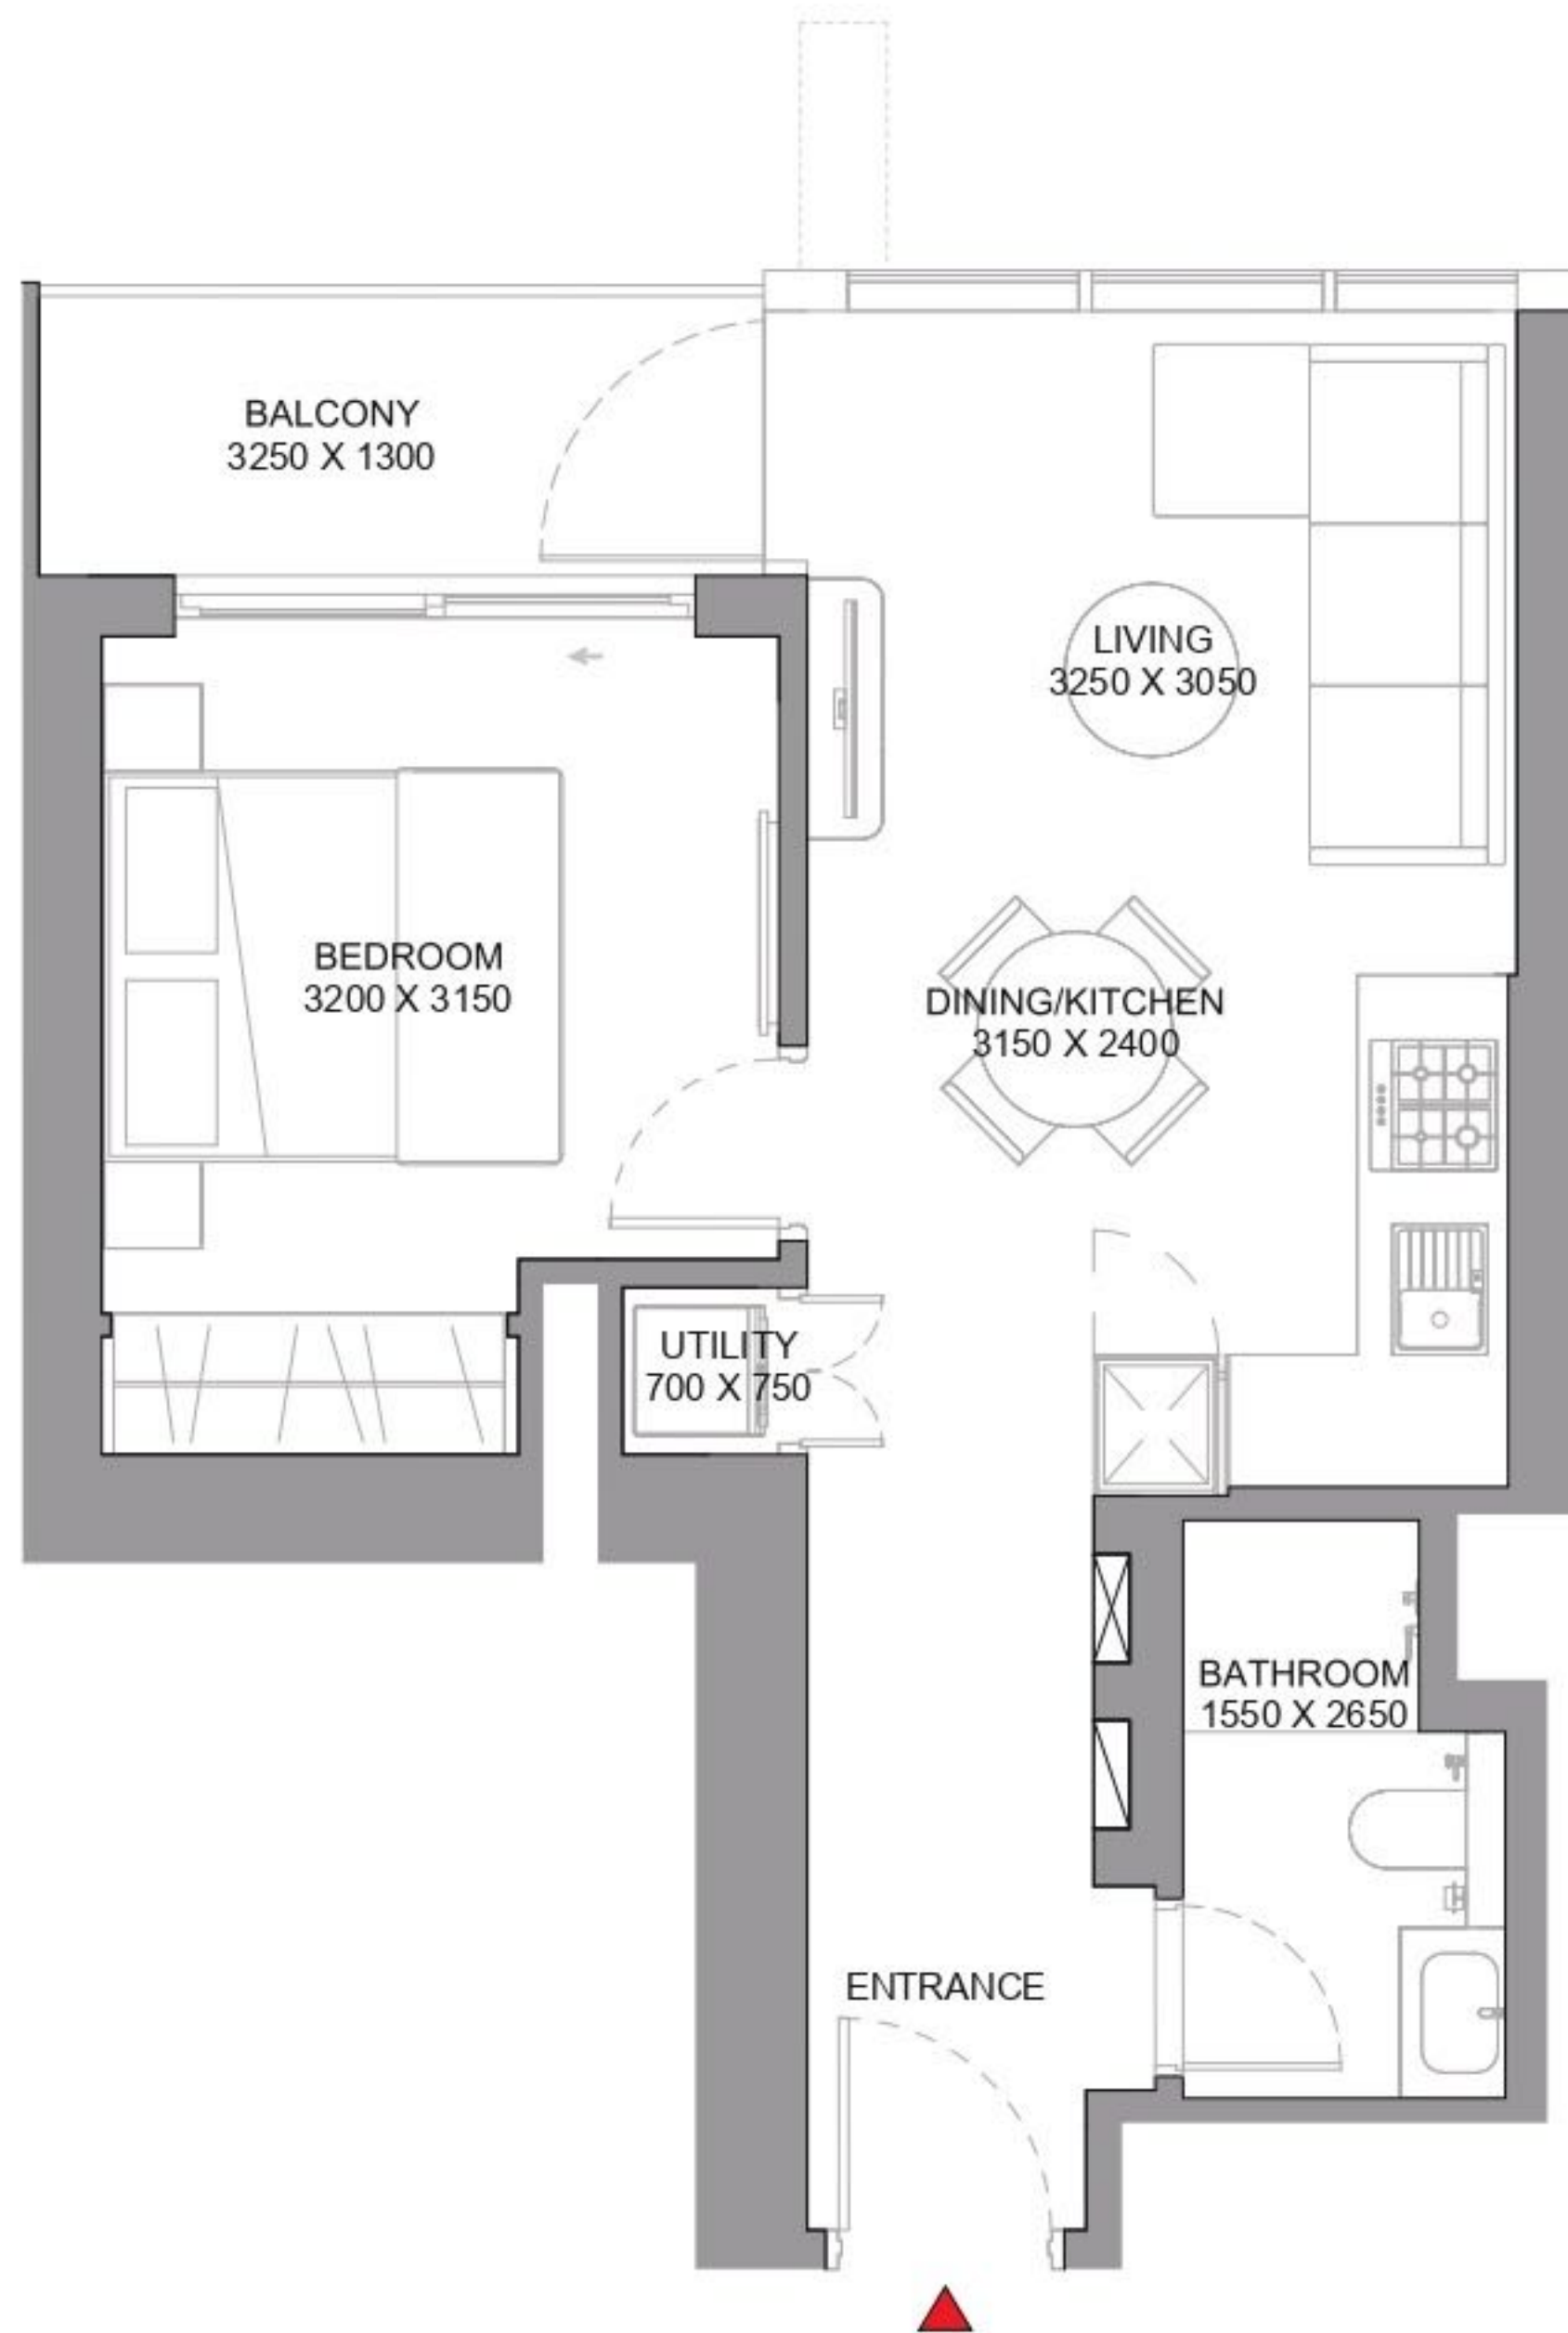 BALCONY
3250 X 1300
LIVING
3250 X 3050
BEDROOM
3200 X 3150
DINING/KITCHEN
3150 X 2400
UTILITY
700 X 750
BATHROOM
1550 X 2650
ENTRANCE